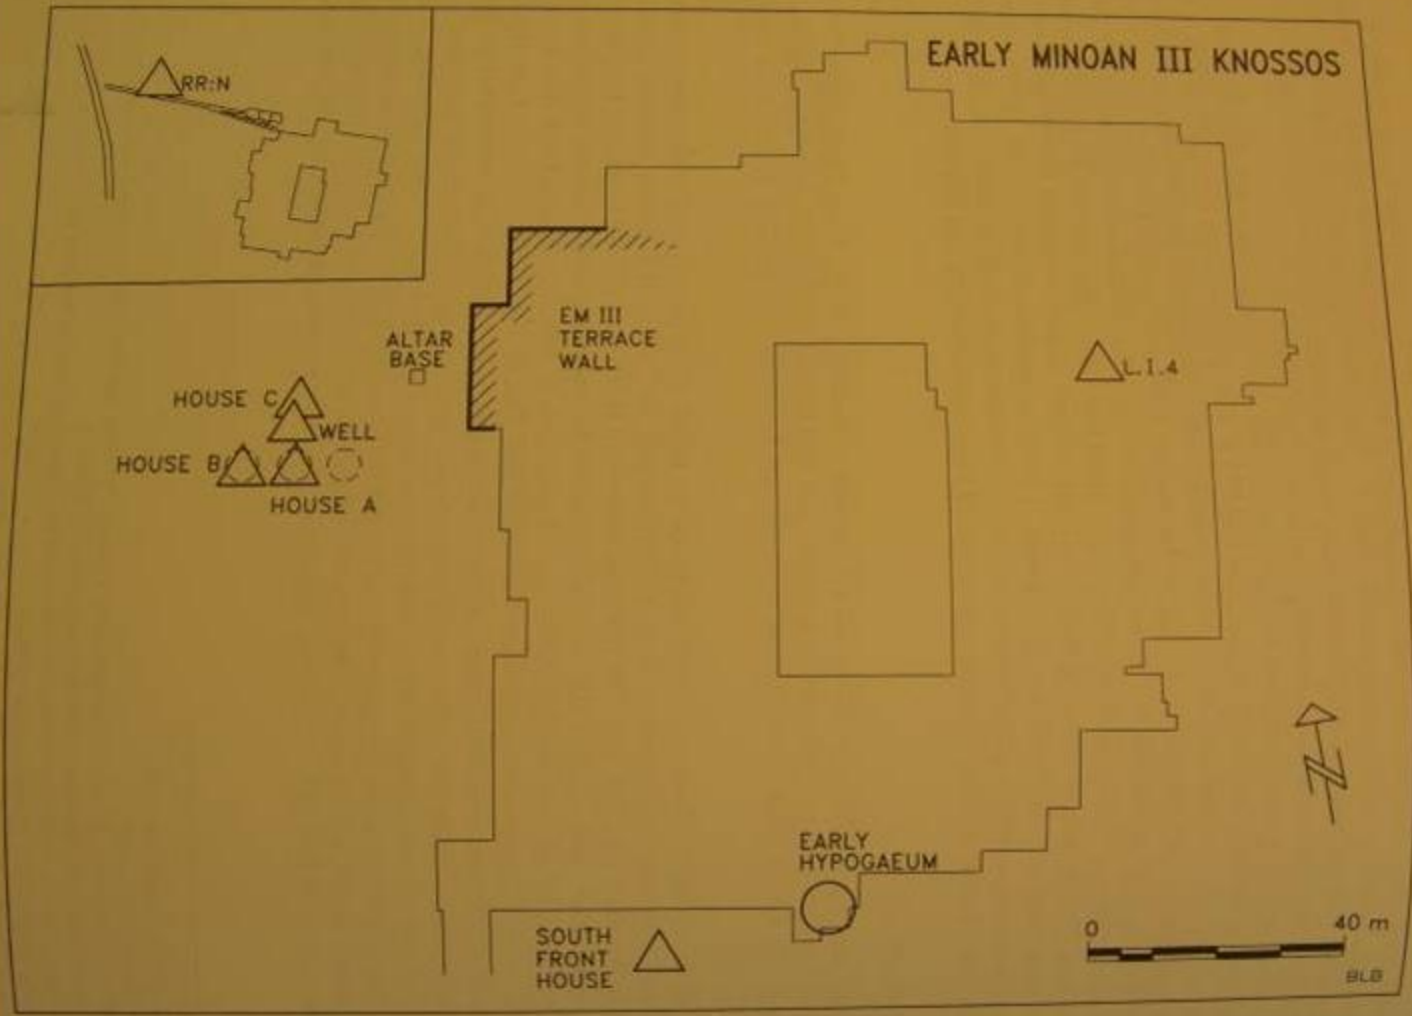 EARLY MINOAN III KNOSSOS
RR:N
ALTAR
BASE
EM III
TERRACE
WALL
L.I.4
HOUSE C
WELL
HOUSE B
HOUSE A
EARLY
HYPOGAEUM
SOUTH
FRONT
HOUSE
0 40 m
BLB